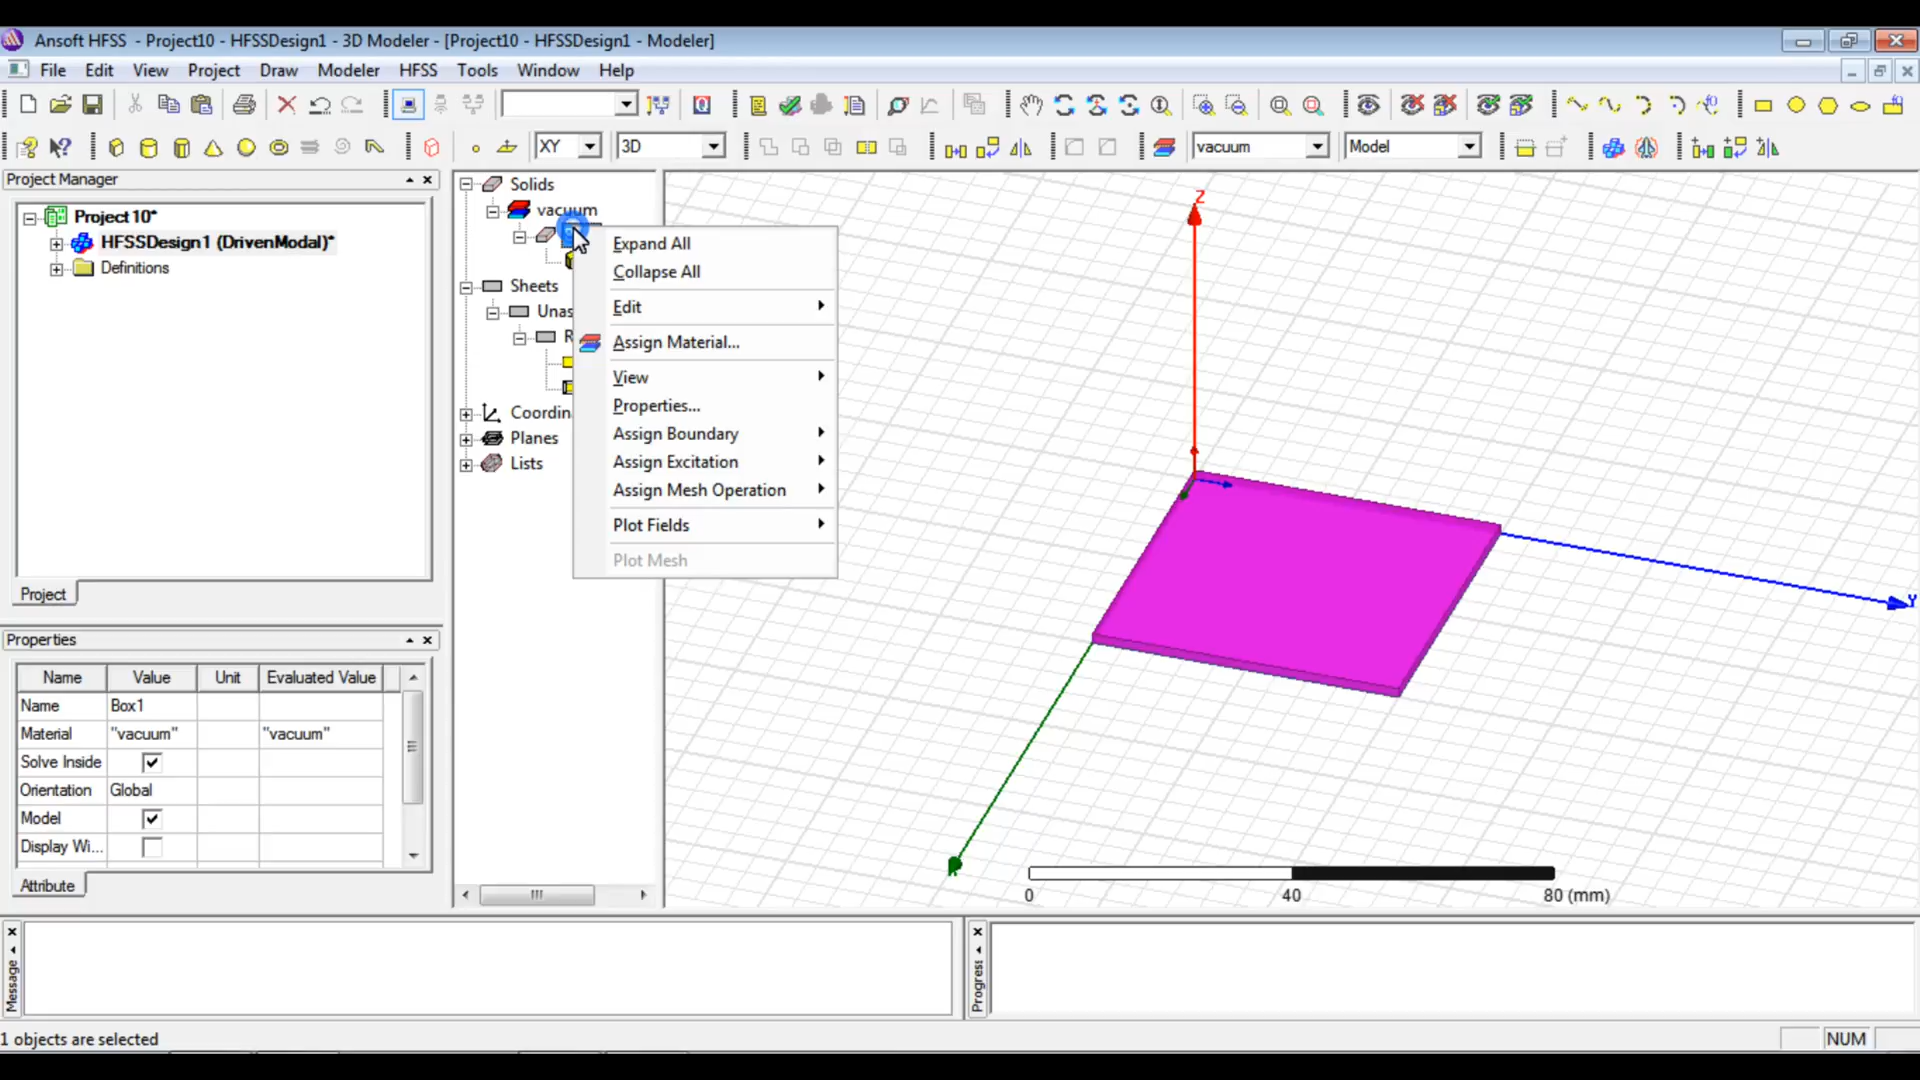 Ansoft HFSS - Project10 - HFSSDesign1 - 3D Modeler - [Project10 - HFSSDesign1 - Modeler]
File Edit View Project Draw Modeler HFSS Tools Window Help
XY 3D vacuum Model
Project Manager
Project10*
HFSSDesign1 (DrivenModal)*
Definitions
Project
Properties
Name Value Unit Evaluated Value
Name Box1
Material "vacuum" "vacuum"
Solve Inside
Orientation Global
Model
Display Wi...
Attribute
Solids
vacuum
Sheets
Unas
R
Coordin
Planes
Lists
Expand All
Collapse All
Edit
Assign Material...
View
Properties...
Assign Boundary
Assign Excitation
Assign Mesh Operation
Plot Fields
Plot Mesh
Z
Y
0 40 80 (mm)
Message
Progress
1 objects are selected
NUM